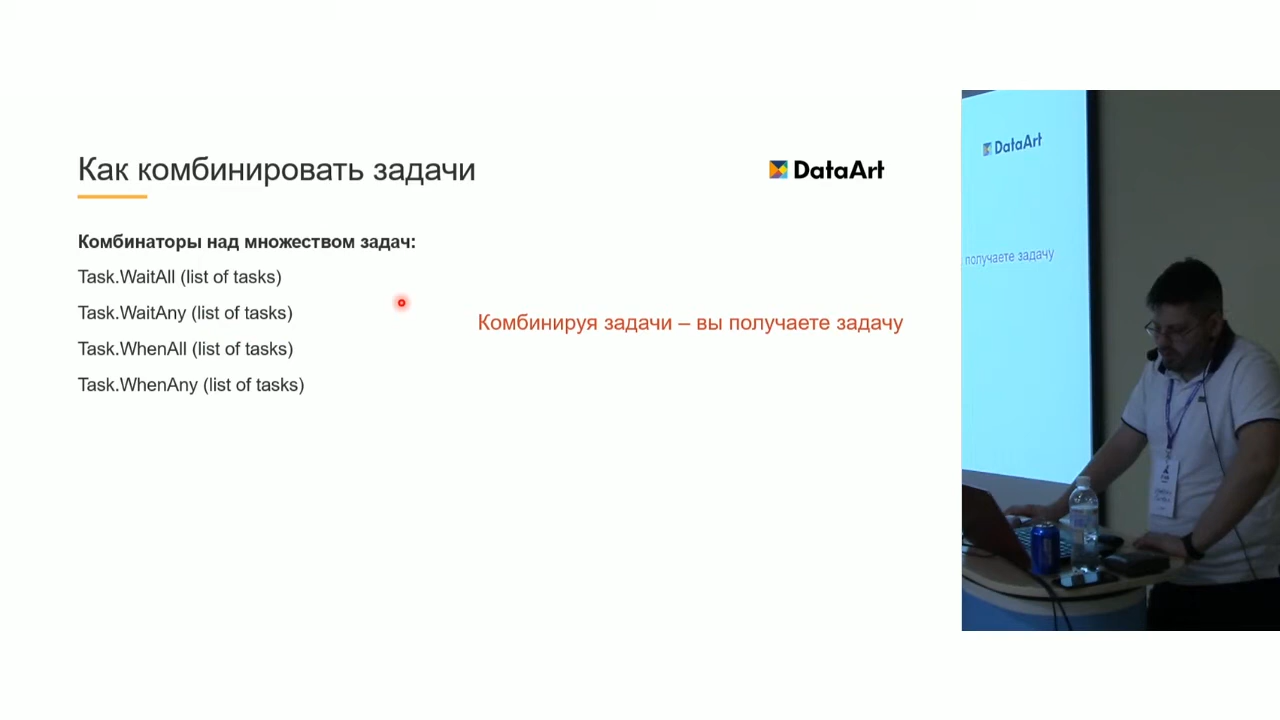 Как комбинировать задачи
DataArt
Комбинаторы над множеством задач:
Task.WaitAll (list of tasks)
Task.WaitAny (list of tasks)
Task.WhenAll (list of tasks)
Task.WhenAny (list of tasks)
Комбинируя задачи – вы получаете задачу
DataArt
получаете задачу